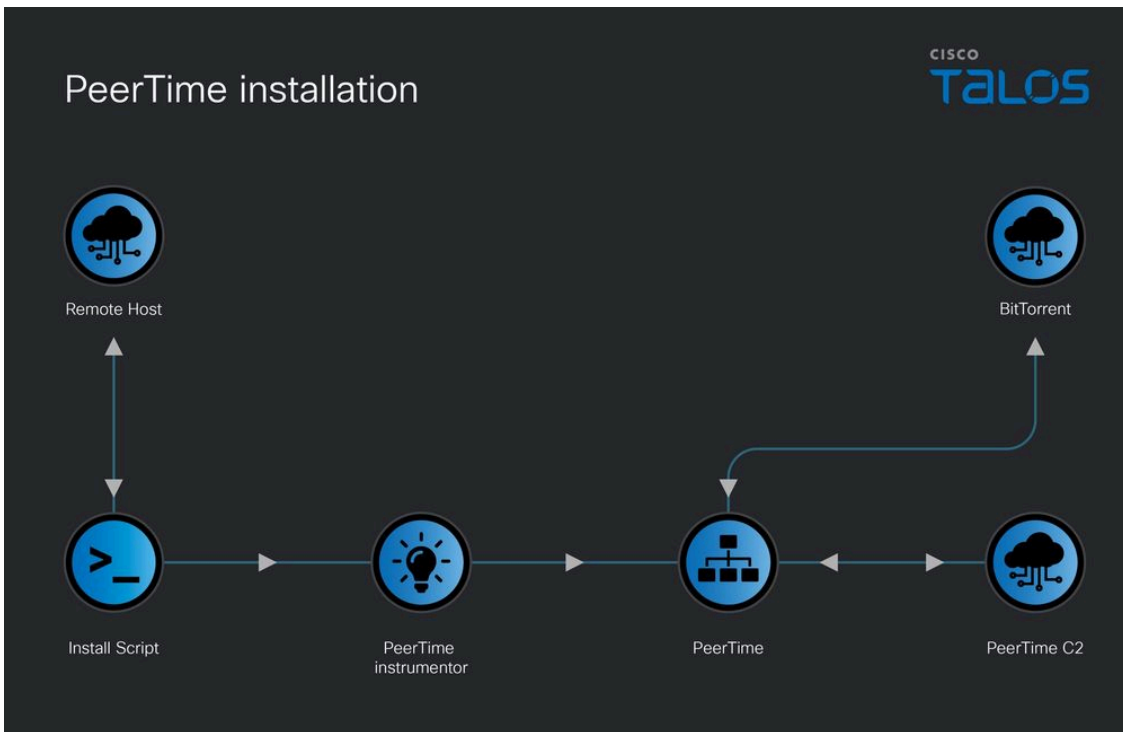 PeerTime installation
CISCO
TALOS
Remote Host
BitTorrent
>_
Install Script
PeerTime
instrumentor
PeerTime
PeerTime C2